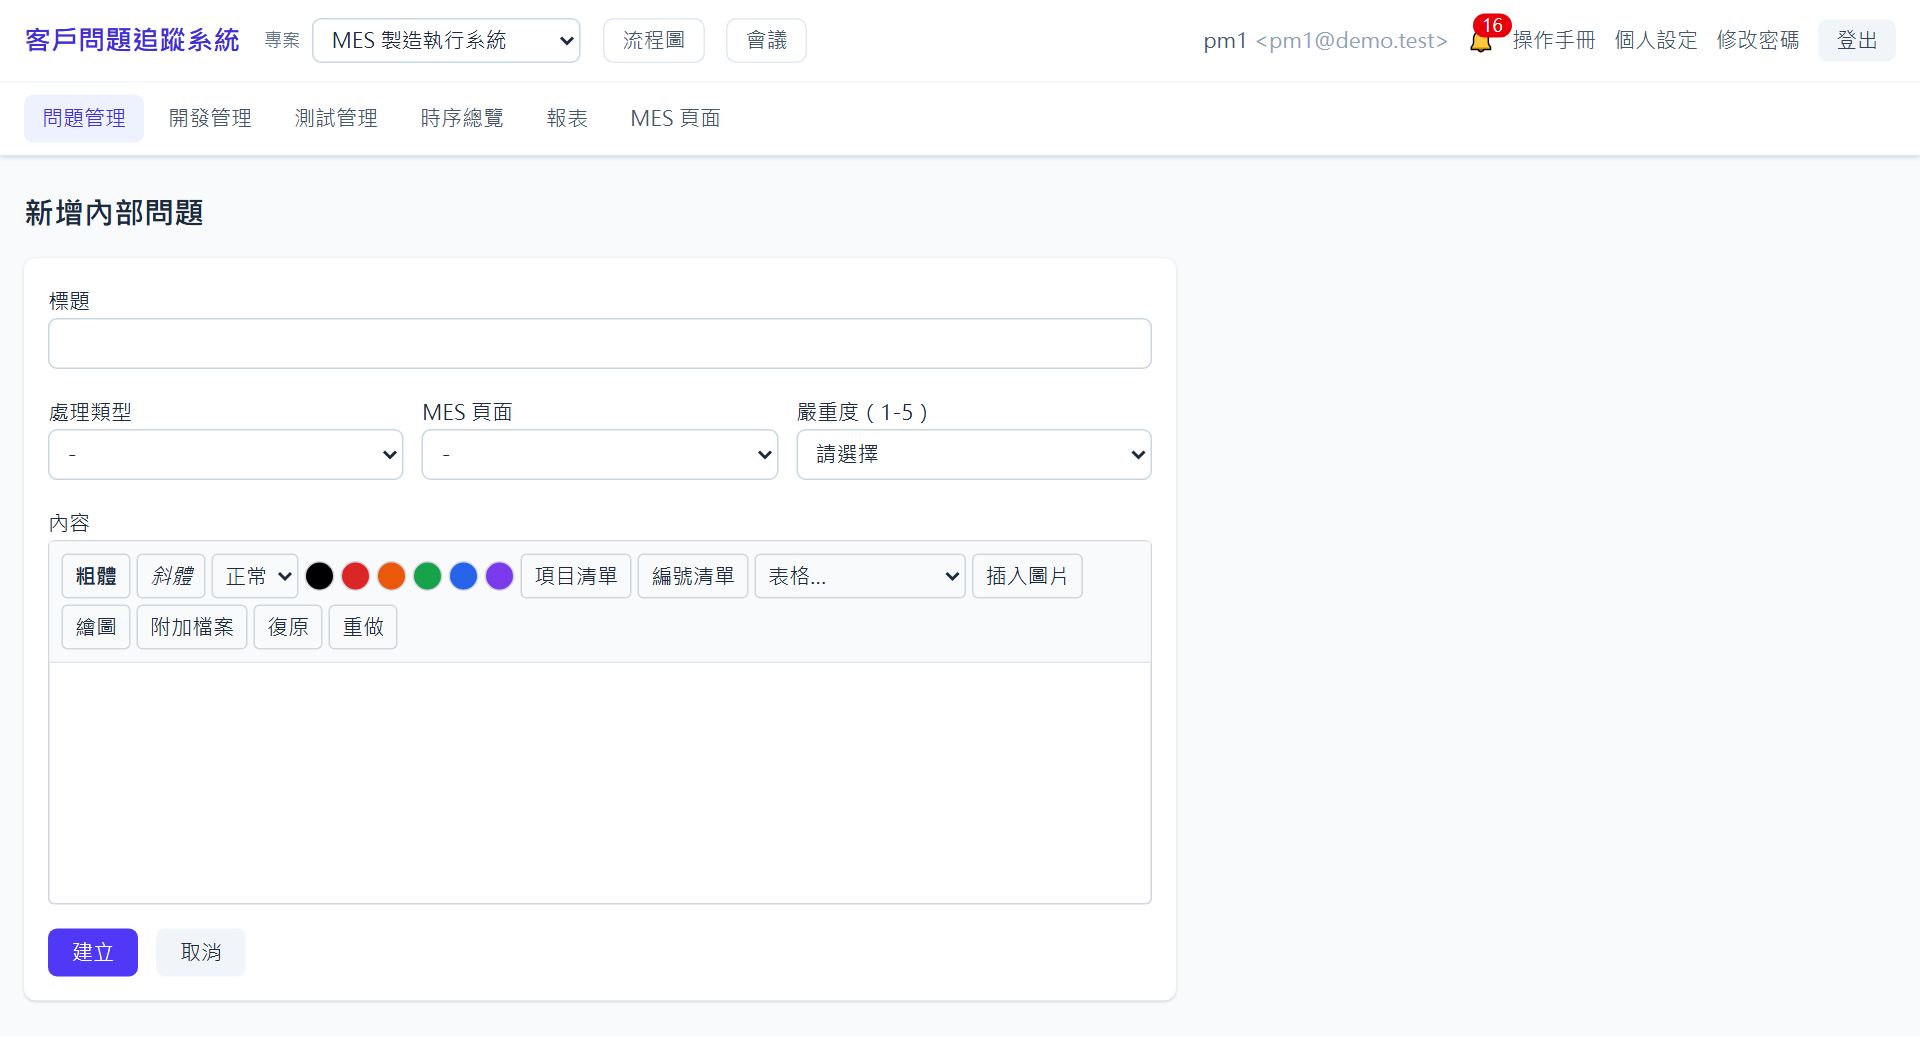 客戶問題追蹤系統 專案 MES 製造執行系統 流程圖 會議 pm1 <pm1@demo.test> 16 操作手冊 個人設定 修改密碼 登出
問題管理 開發管理 測試管理 時序總覽 報表 MES 頁面
新增內部問題
標題
處理類型 MES 頁面 嚴重度（1-5）
- - 請選擇
內容
粗體 斜體 正常 項目清單 編號清單 表格... 插入圖片
繪圖 附加檔案 復原 重做
建立 取消